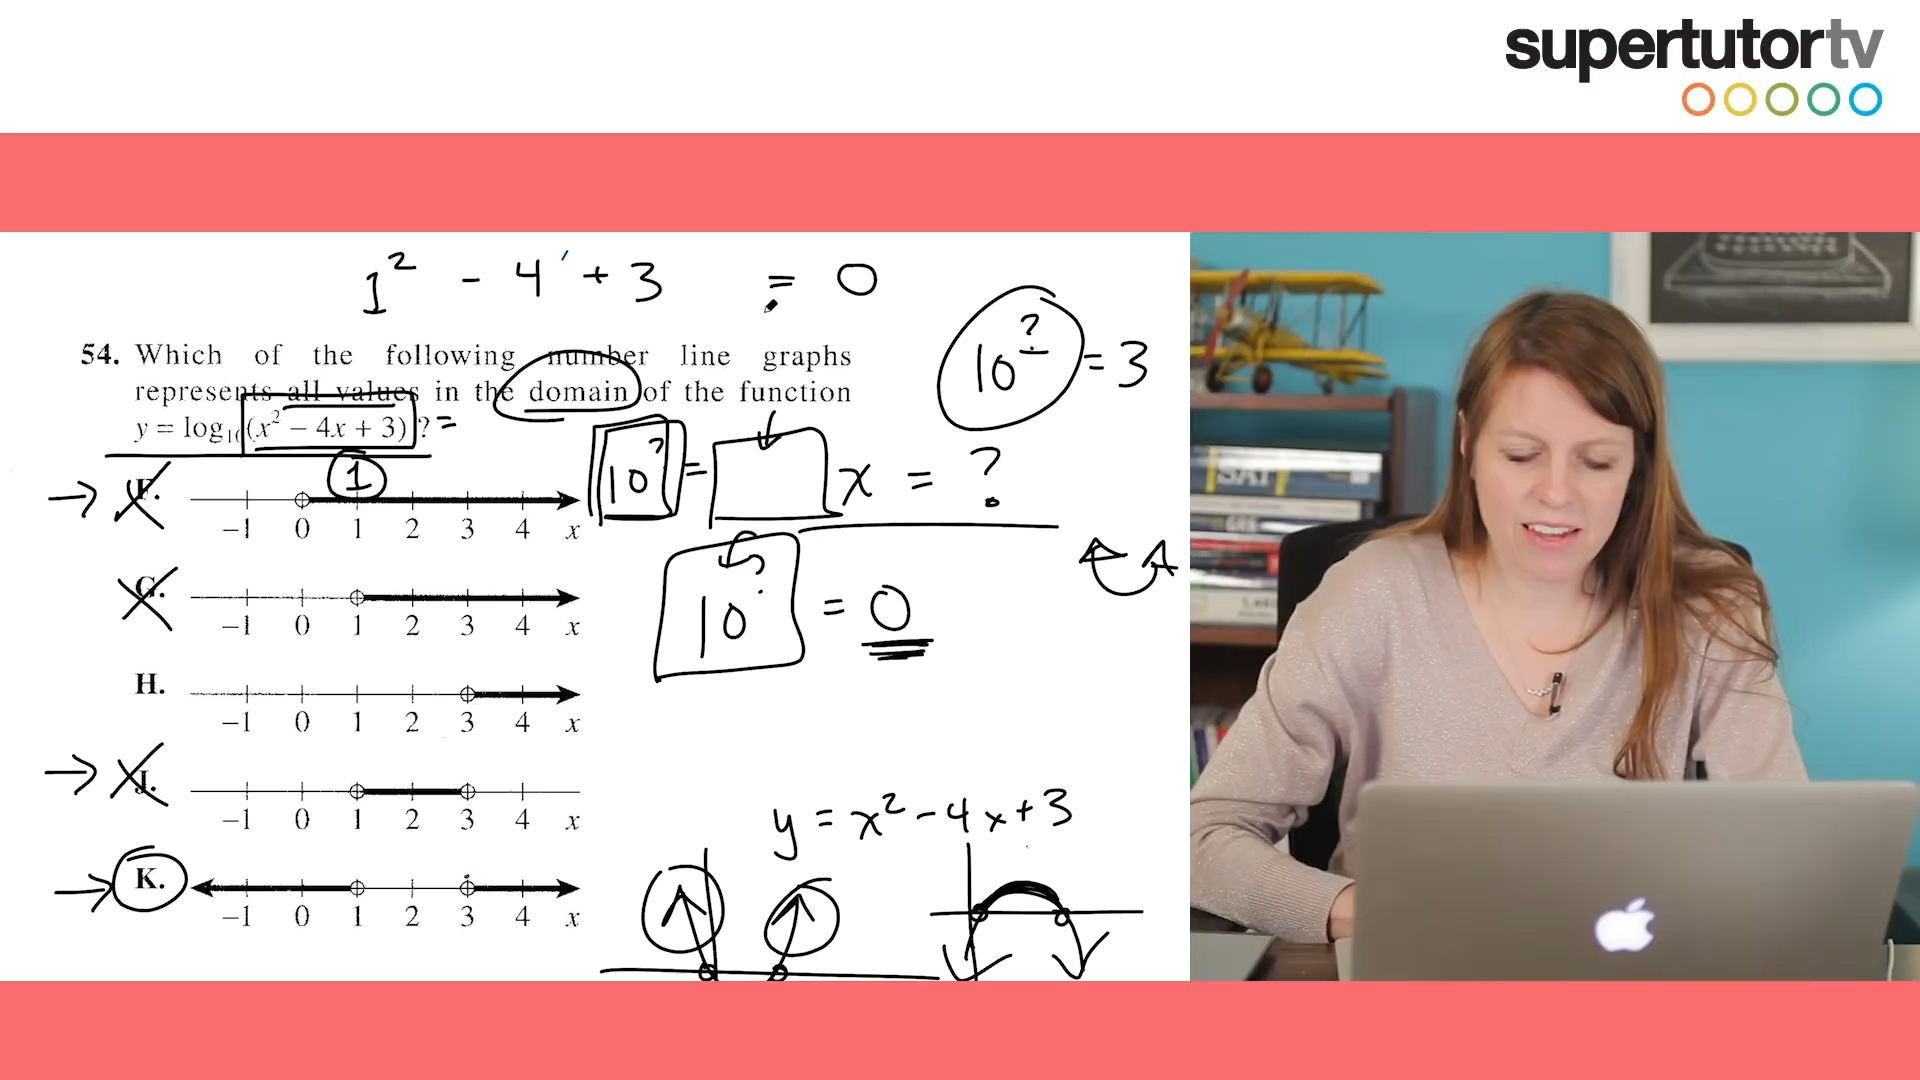 supertutortv
1² - 4 + 3 = 0
54. Which of the following number line graphs
represents all values in the domain of the function
y = log₁₀(x² − 4x + 3) ? =
10^? = 3
1
10^? = x = ?
F.
−1 0 1 2 3 4 x
10^? = 0
G.
−1 0 1 2 3 4 x
H.
−1 0 1 2 3 4 x
J.
−1 0 1 2 3 4 x
y = x² - 4x + 3
K.
−1 0 1 2 3 4 x
SAT